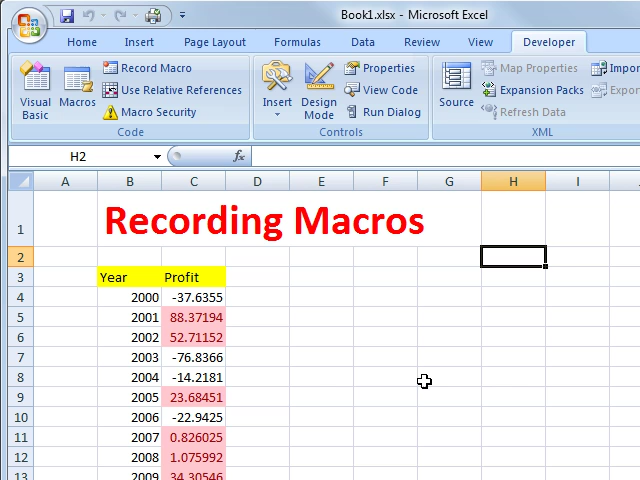 Book1.xlsx - Microsoft Excel
Home Insert Page Layout Formulas Data Review View Developer
Visual Basic
Macros
Record Macro
Use Relative References
Macro Security
Code
Insert
Design Mode
Properties
View Code
Run Dialog
Controls
Source
Map Properties
Expansion Packs
Refresh Data
XML
H2 fx
A B C D E F G H I
1 Recording Macros
2
3 Year Profit
4 2000 -37.6355
5 2001 88.37194
6 2002 52.71152
7 2003 -76.8366
8 2004 -14.2181
9 2005 23.68451
10 2006 -22.9425
11 2007 0.826025
12 2008 1.075992
13 2009 34.30546